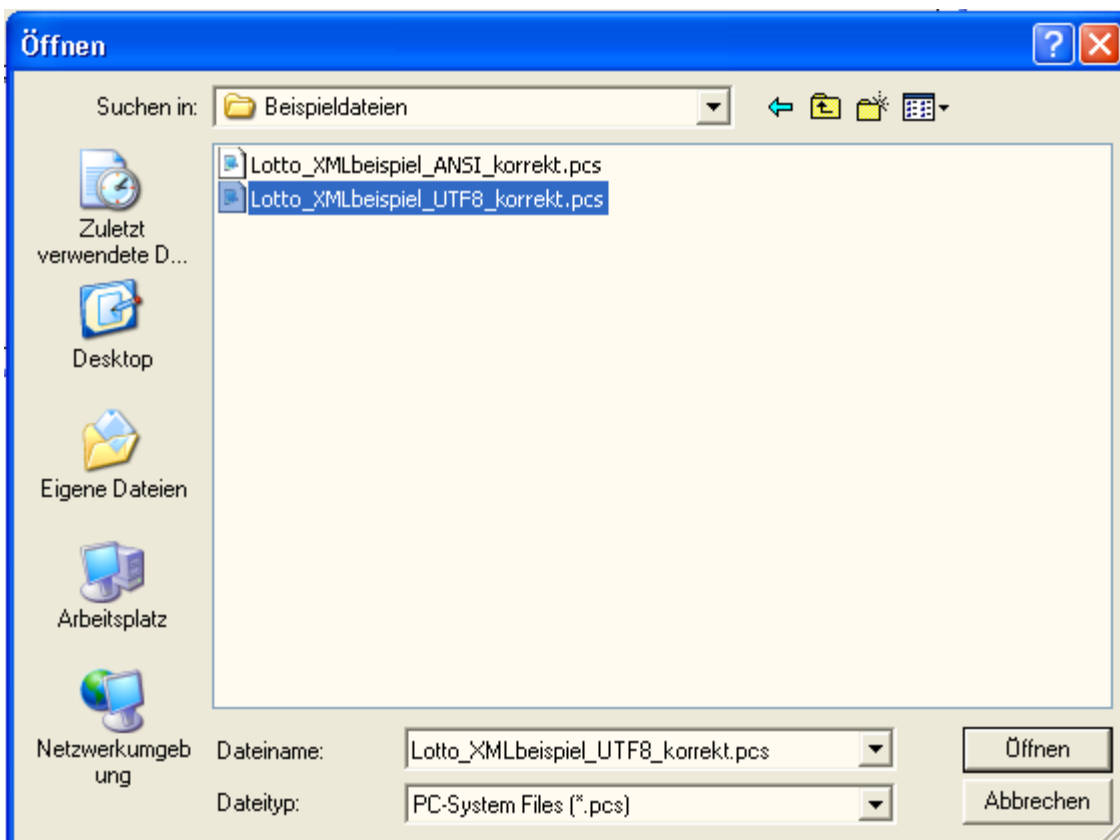 Öffnen
Suchen in: Beispieldateien
Lotto_XMLbeispiel_ANSI_korrekt.pcs
Lotto_XMLbeispiel_UTF8_korrekt.pcs
Zuletzt
verwendete D...
Desktop
Eigene Dateien
Arbeitsplatz
Netzwerkumgeb
ung
Dateiname: Lotto_XMLbeispiel_UTF8_korrekt.pcs Öffnen
Dateityp: PC-System Files (*.pcs) Abbrechen